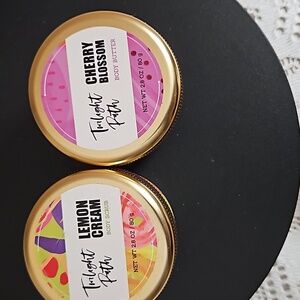 Twilight
Path
CHERRY
BLOSSOM
BODY BUTTER
NET WT 2.8 OZ / 80 g
Twilight
Path
LEMON
CREAM
BODY SCRUB
NET WT 2.8 OZ / 80 g